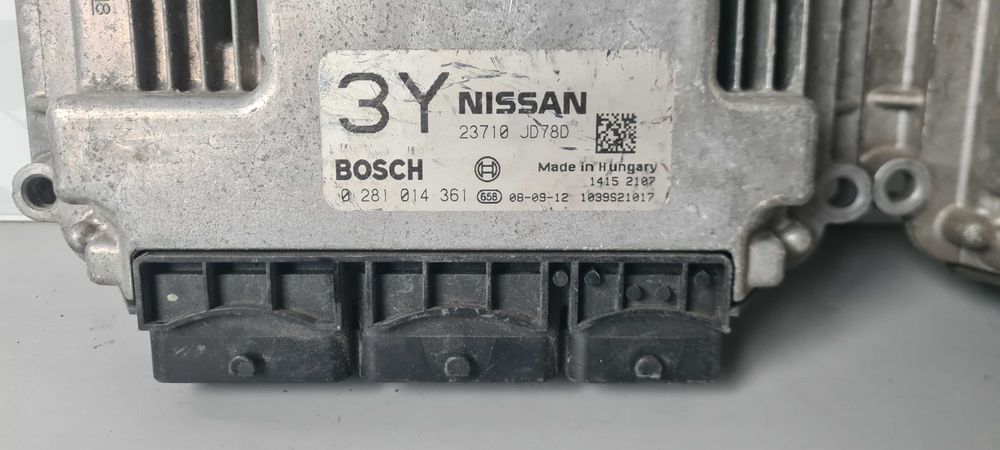 3Y NISSAN
23710 JD78D
BOSCH
Made in Hungary
1415 2107
0 281 014 361 658 08-09-12 1039S21017
8